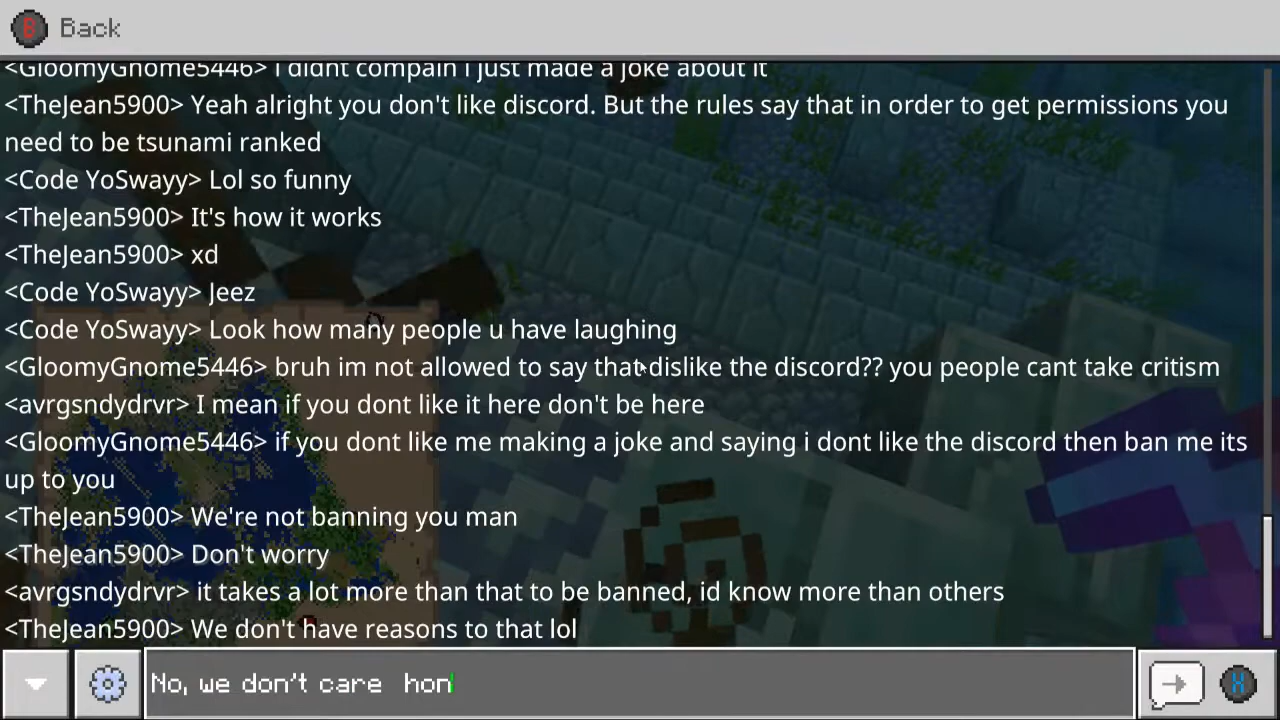 B Back
<GloomyGnome5446> i didnt compain i just made a joke about it
<TheJean5900> Yeah alright you don't like discord. But the rules say that in order to get permissions you
need to be tsunami ranked
<Code YoSwayy> Lol so funny
<TheJean5900> It's how it works
<TheJean5900> xd
<Code YoSwayy> Jeez
<Code YoSwayy> Look how many people u have laughing
<GloomyGnome5446> bruh im not allowed to say that dislike the discord?? you people cant take critism
<avrgsndydrvr> I mean if you dont like it here don't be here
<GloomyGnome5446> if you dont like me making a joke and saying i dont like the discord then ban me its
up to you
<TheJean5900> We're not banning you man
<TheJean5900> Don't worry
<avrgsndydrvr> it takes a lot more than that to be banned, id know more than others
<TheJean5900> We don't have reasons to that lol
No, we don't care  hon
X